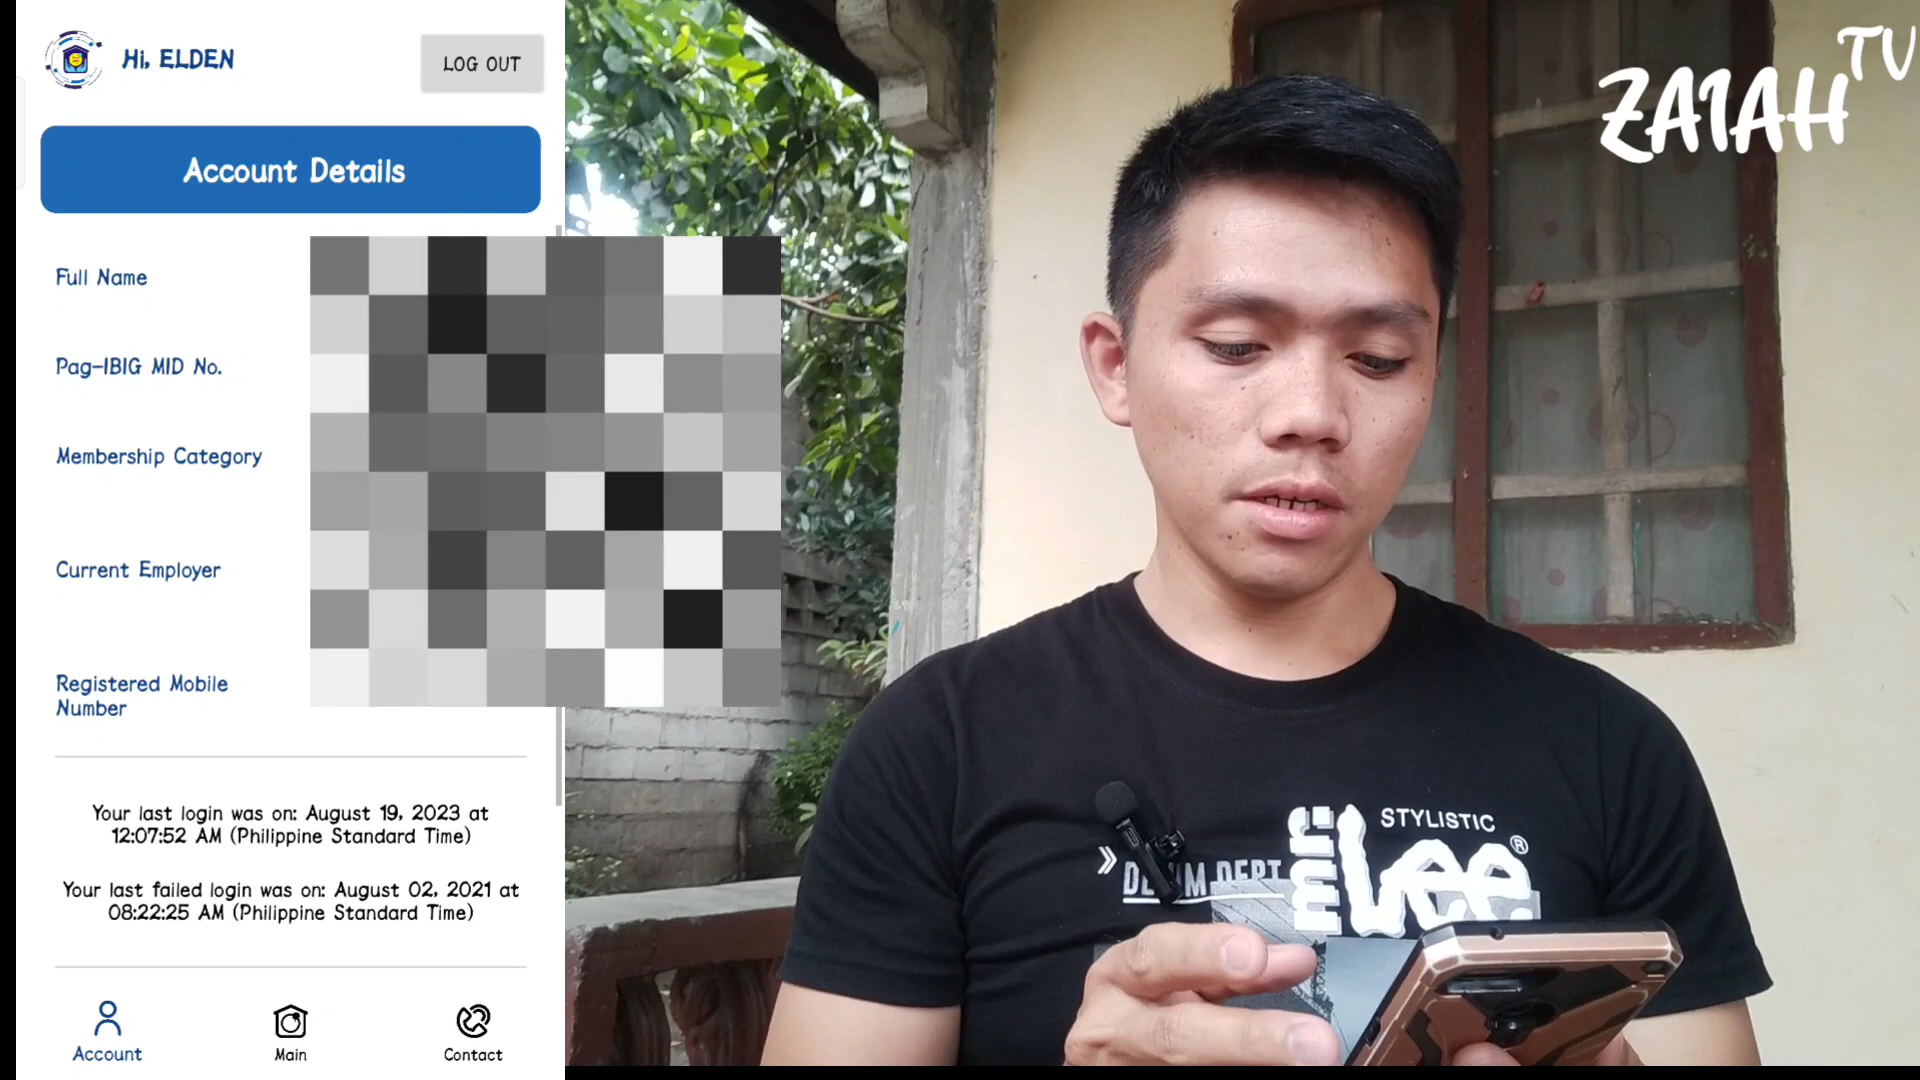 Hi, ELDEN
LOG OUT
Account Details
Full Name
Pag-IBIG MID No.
Membership Category
Current Employer
Registered Mobile
Number
Your last login was on: August 19, 2023 at
12:07:52 AM (Philippine Standard Time)
Your last failed login was on: August 02, 2021 at
08:22:25 AM (Philippine Standard Time)
Account
Main
Contact
ZAIAH TV
STYLISTIC
mr. Lee ®
DENIM DEPT